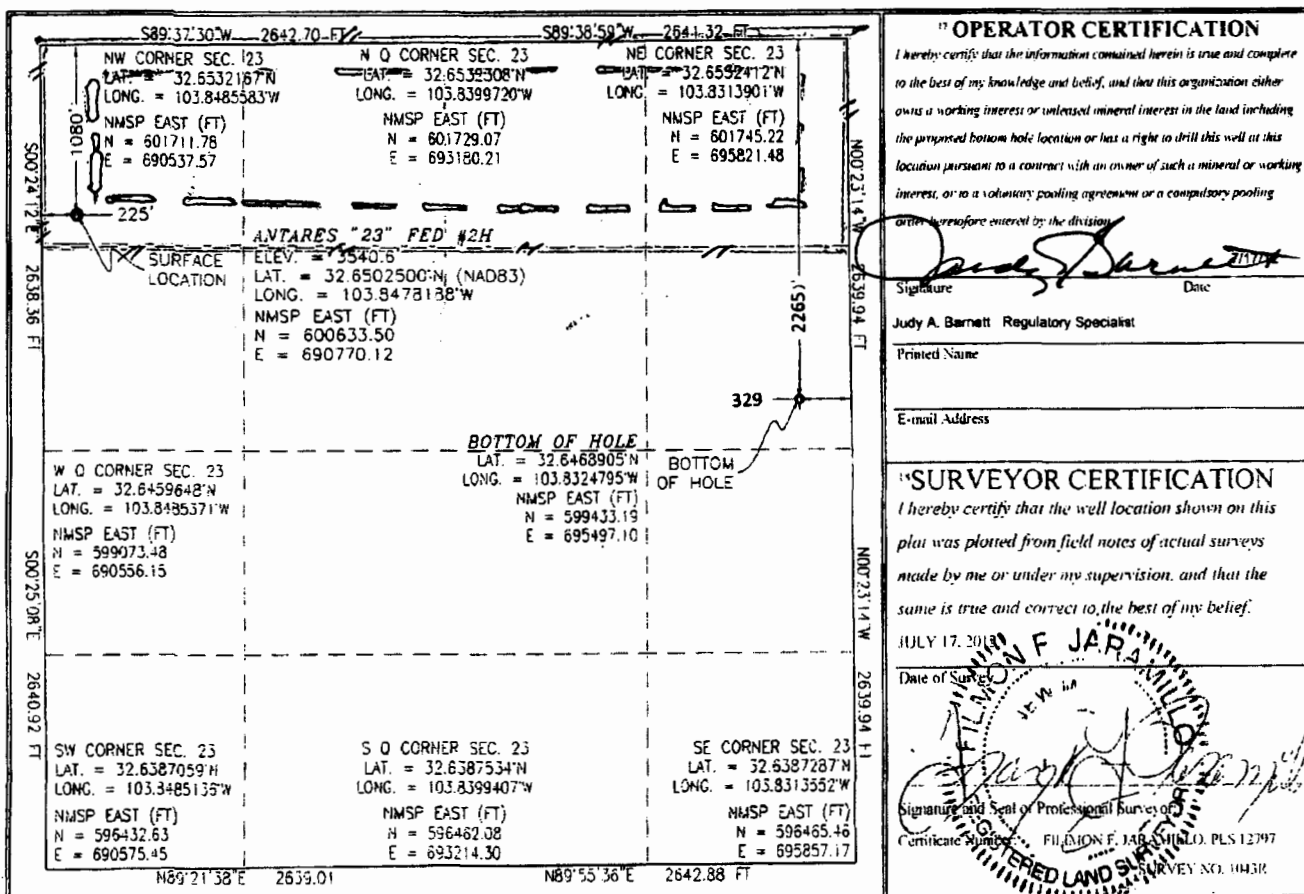 S89°37'30"W 2642.70 FT
S89°38'59"W 2641.32 FT
NW CORNER SEC. 23
LAT. = 32.6532167°N
LONG. = 103.8485583°W
NMSP EAST (FT)
N = 601711.78
E = 690537.57
N Q CORNER SEC. 23
LAT. = 32.6532308°N
LONG. = 103.8399720°W
NMSP EAST (FT)
N = 601729.07
E = 693180.21
NE CORNER SEC. 23
LAT. = 32.6532412°N
LONG. = 103.8313901°W
NMSP EAST (FT)
N = 601745.22
E = 695821.48
1080'
225'
S00°24'12"E 2638.36 FT
N00°23'14"W 2639.94 FT
SURFACE
LOCATION
ANTARES "23" FED #2H
ELEV. = 3540.6
LAT. = 32.6502500°N (NAD83)
LONG. = 103.8478138°W
NMSP EAST (FT)
N = 600633.50
E = 690770.12
2265'
329
BOTTOM OF HOLE
LAT. = 32.6468905°N
LONG. = 103.8324795°W
NMSP EAST (FT)
N = 599433.19
E = 695497.10
BOTTOM
OF HOLE
W Q CORNER SEC. 23
LAT. = 32.6459648°N
LONG. = 103.8485371°W
NMSP EAST (FT)
N = 599073.48
E = 690556.15
S00°25'08"E 2640.92 FT
N00°23'14"W 2639.94 FT
SW CORNER SEC. 23
LAT. = 32.6387059°N
LONG. = 103.8485135°W
NMSP EAST (FT)
N = 596432.63
E = 690575.45
S Q CORNER SEC. 23
LAT. = 32.6387534°N
LONG. = 103.8399407°W
NMSP EAST (FT)
N = 596462.08
E = 693214.30
SE CORNER SEC. 23
LAT. = 32.6387287°N
LONG. = 103.8313552°W
NMSP EAST (FT)
N = 596465.46
E = 695857.17
N89°21'38"E 2639.01
N89°55'36"E 2642.88 FT
17 OPERATOR CERTIFICATION
I hereby certify that the information contained herein is true and complete
to the best of my knowledge and belief, and that this organization either
owns a working interest or unleased mineral interest in the land including
the proposed bottom hole location or has a right to drill this well at this
location pursuant to a contract with an owner of such a mineral or working
interest, or to a voluntary pooling agreement or a compulsory pooling
order heretofore entered by the division.
Signature Date
Judy A. Barnett Regulatory Specialist
Printed Name
E-mail Address
SURVEYOR CERTIFICATION
I hereby certify that the well location shown on this
plat was plotted from field notes of actual surveys
made by me or under my supervision, and that the
same is true and correct to the best of my belief.
JULY 17,
Date of Survey
FILIMON F. JARAMILLO
REGISTERED LAND SURVEYOR
Signature and Seal of Professional Surveyor
Certificate Number: FILIMON F. JARAMILLO, PLS 12797
SURVEY NO.